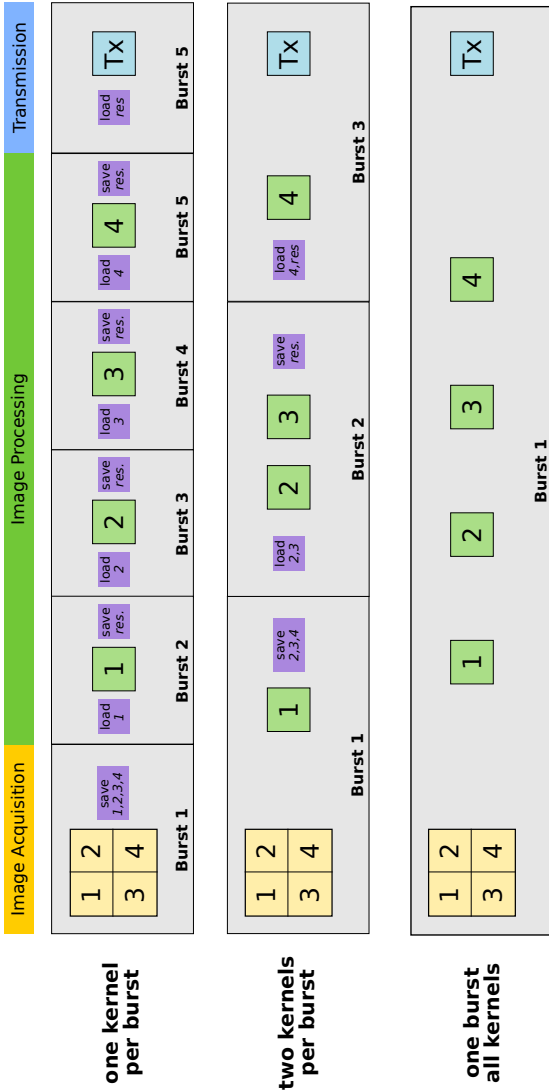 Image Acquisition
Image Processing
Transmission
one kernel
per burst
1 2
3 4
save
1,2,3,4
Burst 1
load
1
1
save
res.
Burst 2
load
2
2
save
res.
Burst 3
load
3
3
save
res.
Burst 4
load
4
4
save
res.
Burst 5
load
res
Tx
Burst 5
two kernels
per burst
1 2
3 4
1
save
2,3,4
Burst 1
load
2,3
2
3
save
res.
Burst 2
load
4,res
4
Tx
Burst 3
one burst
all kernels
1 2
3 4
1
2
3
4
Tx
Burst 1